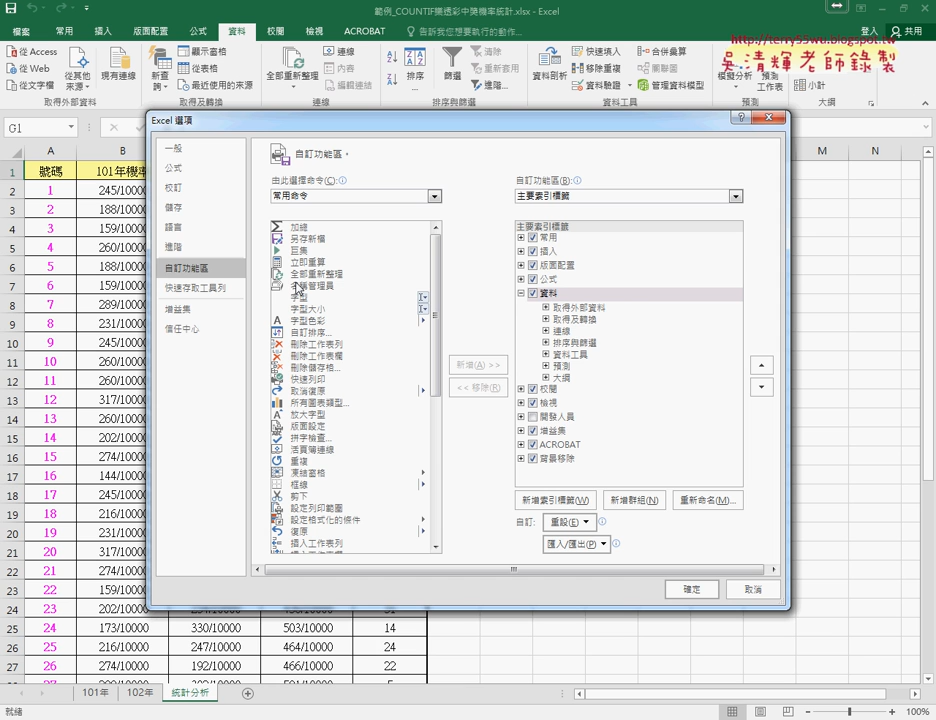 範例_COUNTIF樂透彩中獎機率統計.xlsx - Excel
檔案 常用 插入 版面配置 公式 資料 校閱 檢視 ACROBAT 告訴我您想要執行的動作... 登入 共用
http://terry55wu.blogspot.tw
吳清輝老師錄製
從 Access
從 Web
從文字檔
從其他來源
現有連線
取得外部資料
新查詢
顯示查詢
從表格
最近使用的來源
取得及轉換
全部重新整理
連線
內容
編輯連結
連線
排序
篩選
清除
重新套用
進階...
排序與篩選
資料剖析
快速填入
移除重複
資料驗證
合併彙算
關聯圖
管理資料模型
資料工具
模擬分析
預測工作表
預測
小計
大綱
G1
A B M N
號碼 101年機率
1 245/10000
2 188/10000
3 159/10000
4 260/10000
5 188/10000
6 159/10000
7 289/10000
8 231/10000
9 245/10000
10 260/10000
11 260/10000
12 317/10000
13 260/10000
14 202/10000
15 274/10000
16 144/10000
17 245/10000
18 216/10000
19 231/10000
20 317/10000
21 274/10000
22 159/10000
23 202/10000
24 173/10000 330/10000 503/10000 14
25 216/10000 247/10000 464/10000 24
26 274/10000 192/10000 466/10000 22
Excel 選項
一般
公式
校訂
儲存
語言
進階
自訂功能區
快速存取工具列
增益集
信任中心
自訂功能區。
由此選擇命令(C):
常用命令
加總
另存新檔
巨集
立即重算
全部重新整理
名稱管理員
字型
字型大小
字型色彩
自訂排序...
刪除工作表列
刪除工作表欄
刪除儲存格...
快速列印
取消復原
所有圖表類型...
放大字型
版面設定
拼字檢查...
活頁簿連線
重複
凍結窗格
框線
剪下
設定列印範圍
設定格式化的條件
復原
插入工作表列
新增(A) >>
<< 移除(R)
自訂功能區(B):
主要索引標籤
主要索引標籤
常用
插入
版面配置
公式
資料
取得外部資料
取得及轉換
連線
排序與篩選
資料工具
預測
大綱
校閱
檢視
開發人員
增益集
ACROBAT
背景移除
新增索引標籤(W) 新增群組(N) 重新命名(M)...
自訂: 重設(E)
匯入/匯出(P)
確定 取消
101年 102年 統計分析
就緒 100%